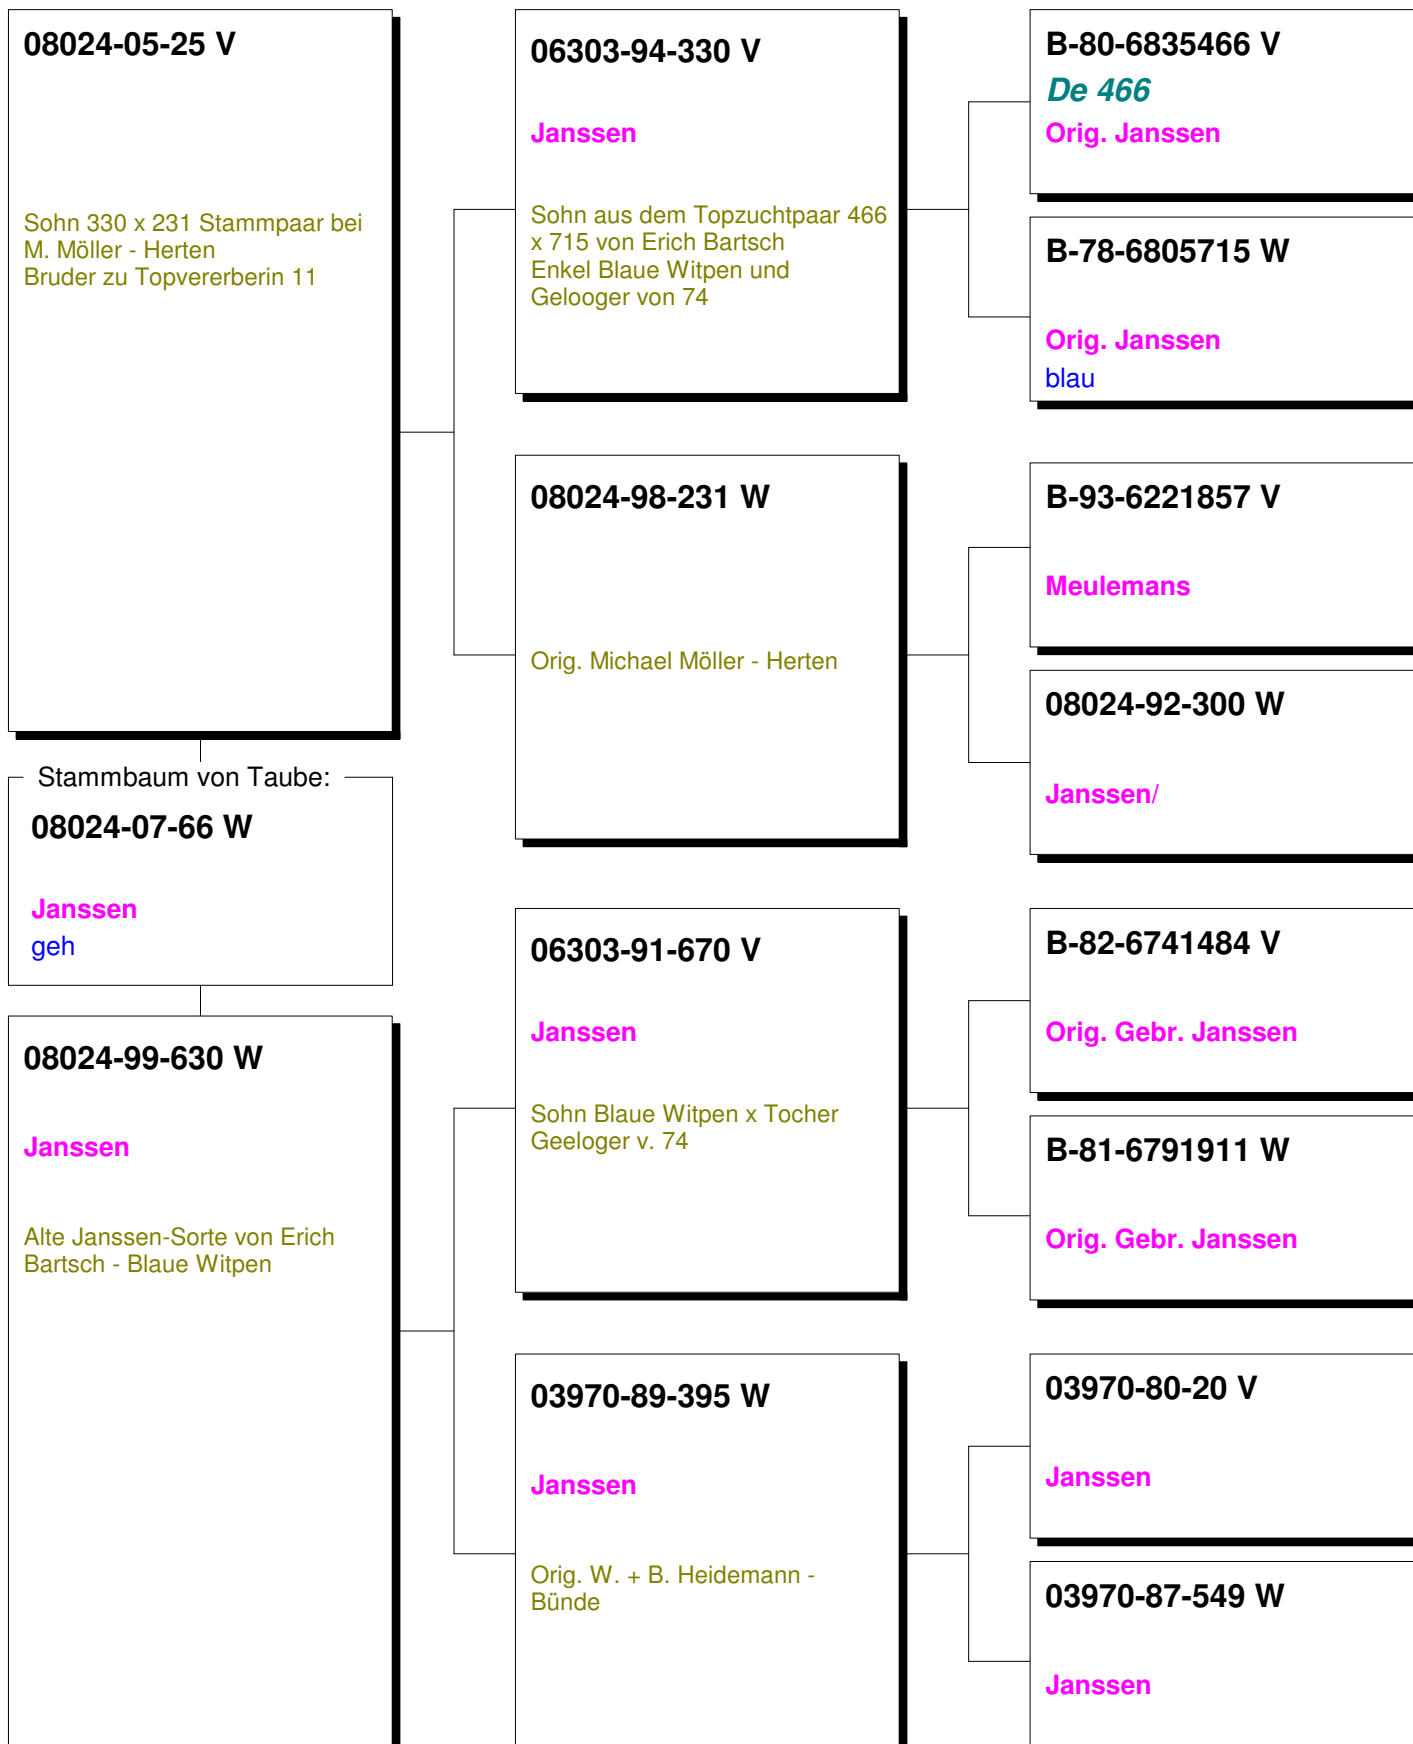 08024-05-25 V
Sohn 330 x 231 Stammpaar bei
M. Möller - Herten
Bruder zu Topvererberin 11
Stammbaum von Taube:
08024-07-66 W
Janssen
geh
08024-99-630 W
Janssen
Alte Janssen-Sorte von Erich
Bartsch - Blaue Witpen
06303-94-330 V
Janssen
Sohn aus dem Topzuchtpaar 466
x 715 von Erich Bartsch
Enkel Blaue Witpen und
Gelooger von 74
08024-98-231 W
Orig. Michael Möller - Herten
06303-91-670 V
Janssen
Sohn Blaue Witpen x Tocher
Geeloger v. 74
03970-89-395 W
Janssen
Orig. W. + B. Heidemann -
Bünde
B-80-6835466 V
De 466
Orig. Janssen
B-78-6805715 W
Orig. Janssen
blau
B-93-6221857 V
Meulemans
08024-92-300 W
Janssen/
B-82-6741484 V
Orig. Gebr. Janssen
B-81-6791911 W
Orig. Gebr. Janssen
03970-80-20 V
Janssen
03970-87-549 W
Janssen